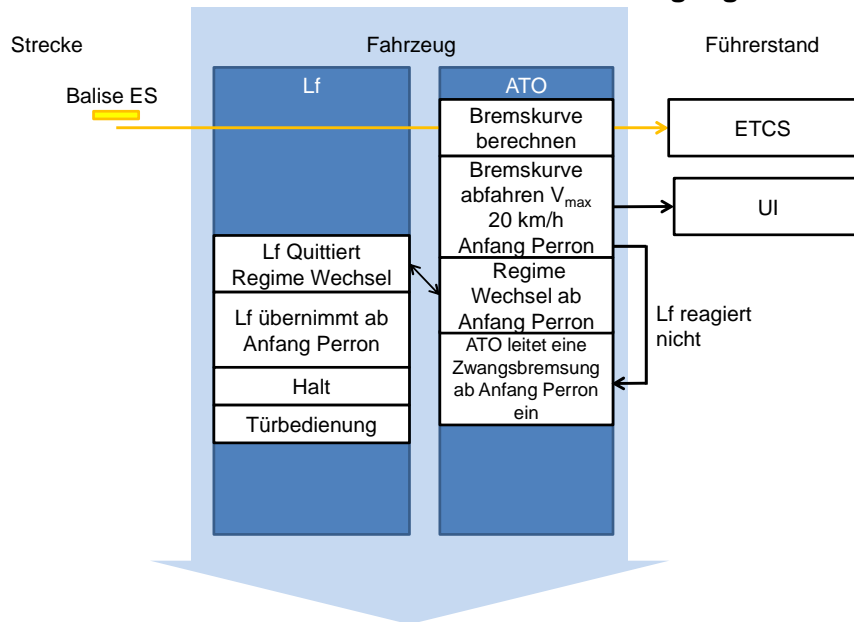 Strecke
Fahrzeug
Führerstand
Lf
ATO
Balise ES
Bremskurve
berechnen
ETCS
Bremskurve
abfahren Vmax
20 km/h
Anfang Perron
UI
Lf Quittiert
Regime Wechsel
Regime
Wechsel ab
Anfang Perron
Lf übernimmt ab
Anfang Perron
Lf reagiert
nicht
ATO leitet eine
Zwangsbremsung
ab Anfang Perron
ein
Halt
Türbedienung